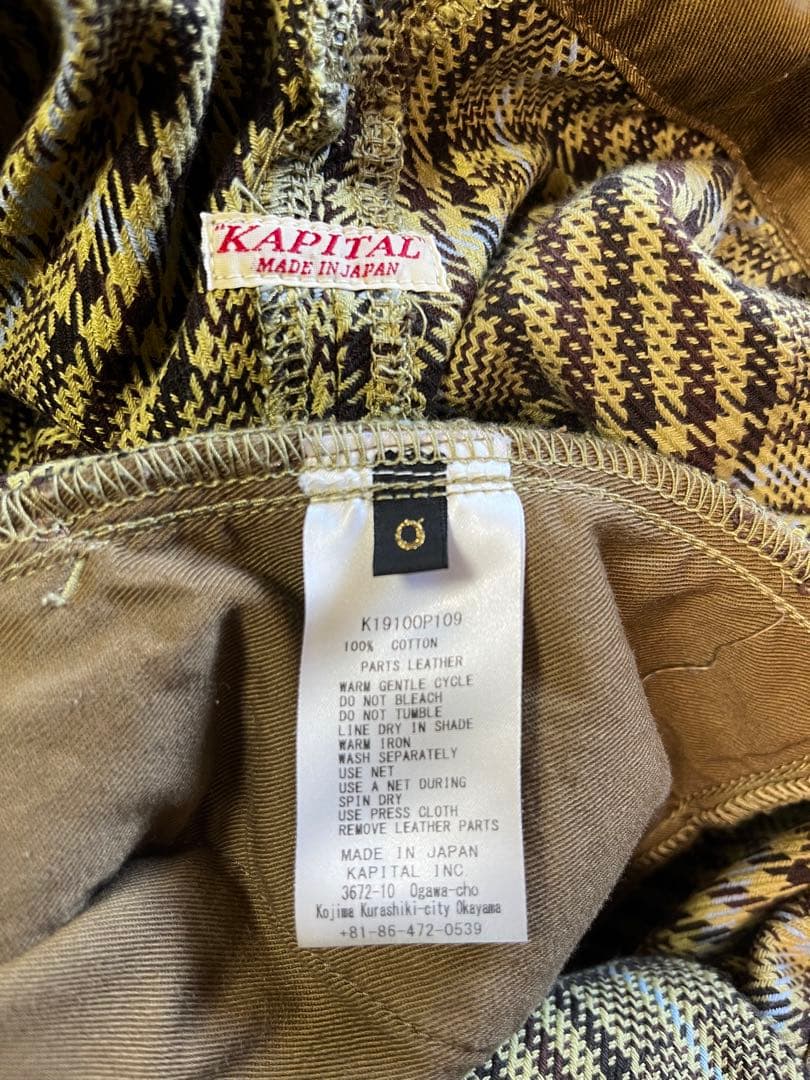 "KAPITAL"
MADE IN JAPAN
0
K1910OP109
100% COTTON
PARTS LEATHER
WARM GENTLE CYCLE
DO NOT BLEACH
DO NOT TUMBLE
LINE DRY IN SHADE
WARM IRON
WASH SEPARATELY
USE NET
USE A NET DURING
SPIN DRY
USE PRESS CLOTH
REMOVE LEATHER PARTS
MADE IN JAPAN
KAPITAL INC
3672-10 Ogawa-cho
Kojima Kurashiki-city Okayama
+81-86-472-0539